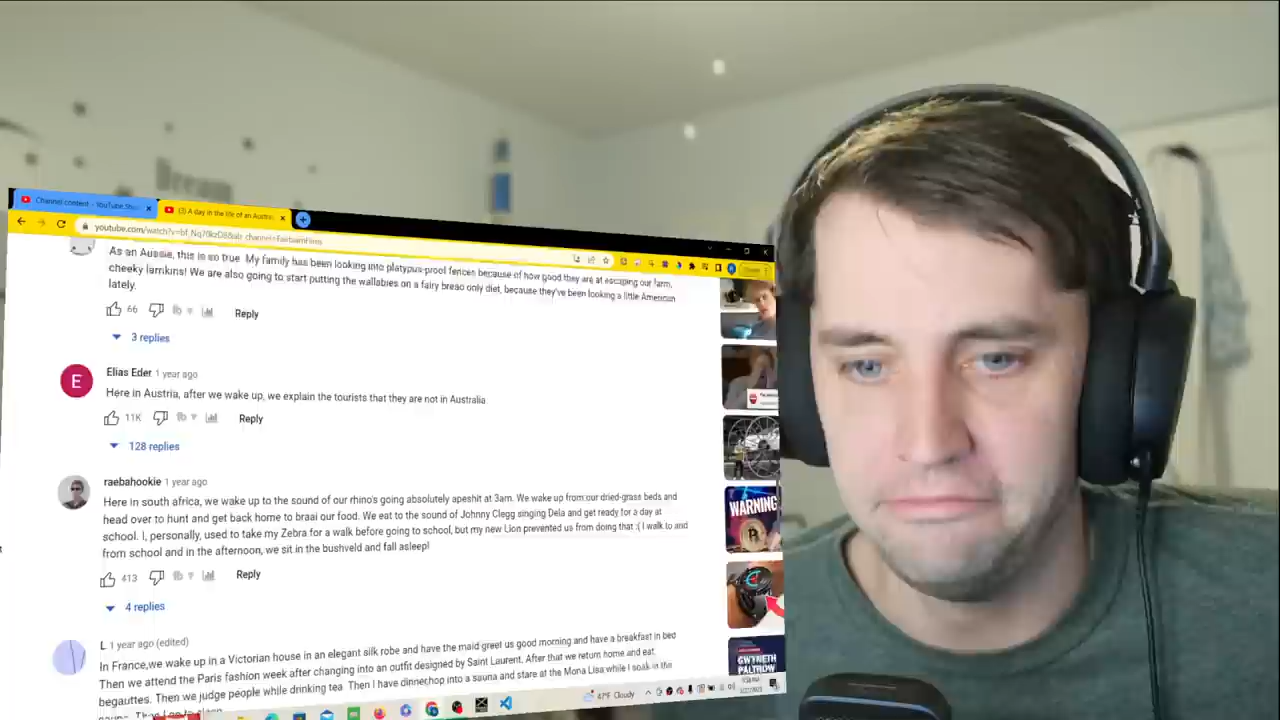 Dream
Channel content - YouTube Stu
(3) A day in the life of an Austra
As an Aussie, this is so true My family has been looking into platypus-proof fences because of how good they are at escaping our farm,
cheeky larrikins! We are also going to start putting the wallabies on a fairy bread only diet, because they've been looking a little American
lately.
66 Reply
3 replies
E
Elias Eder 1 year ago
Here in Austria, after we wake up, we explain the tourists that they are not in Australia
11K Reply
128 replies
raebahookie 1 year ago
Here in south africa, we wake up to the sound of our rhino's going absolutely apeshit at 3am. We wake up from our dried-grass beds and
head over to hunt and get back home to braai our food. We eat to the sound of Johnny Clegg singing Dela and get ready for a day at
school. I, personally, used to take my Zebra for a walk before going to school, but my new Lion prevented us from doing that :( I walk to and
from school and in the afternoon, we sit in the bushveld and fall asleep!
413 Reply
4 replies
L 1 year ago (edited)
In France,we wake up in a Victorian house in an elegant silk robe and have the maid greet us good morning and have a breakfast in bed
Then we attend the Paris fashion week after changing into an outfit designed by Saint Laurent. After that we return home and eat
baguettes. Then we judge people while drinking tea Then I have dinner,hop into a sauna and stare at the Mona Lisa while I soak in the
WARNING
GWYNETH
PALTROW
47°F Cloudy